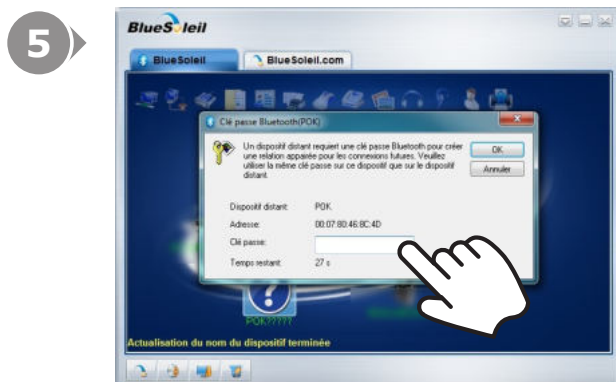 5
BlueSoleil
BlueSoleil
BlueSoleil.com
Clé passe Bluetooth(POK)
Un dispositif distant requiert une clé passe Bluetooth pour créer
une relation appairée pour les connexions futures. Veuillez
utiliser la même clé passe sur ce dispositif que sur le dispositif
distant.
OK
Annuler
Dispositif distant:
POK
Adresse:
00:07:80:46:8C:4D
Clé passe:
Temps restant:
27 s
POK?????
Actualisation du nom du dispositif terminée